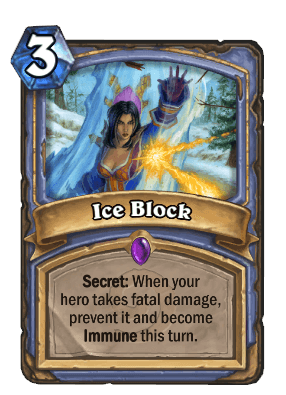 3
Ice Block
Secret: When your
hero takes fatal damage,
prevent it and become
Immune this turn.